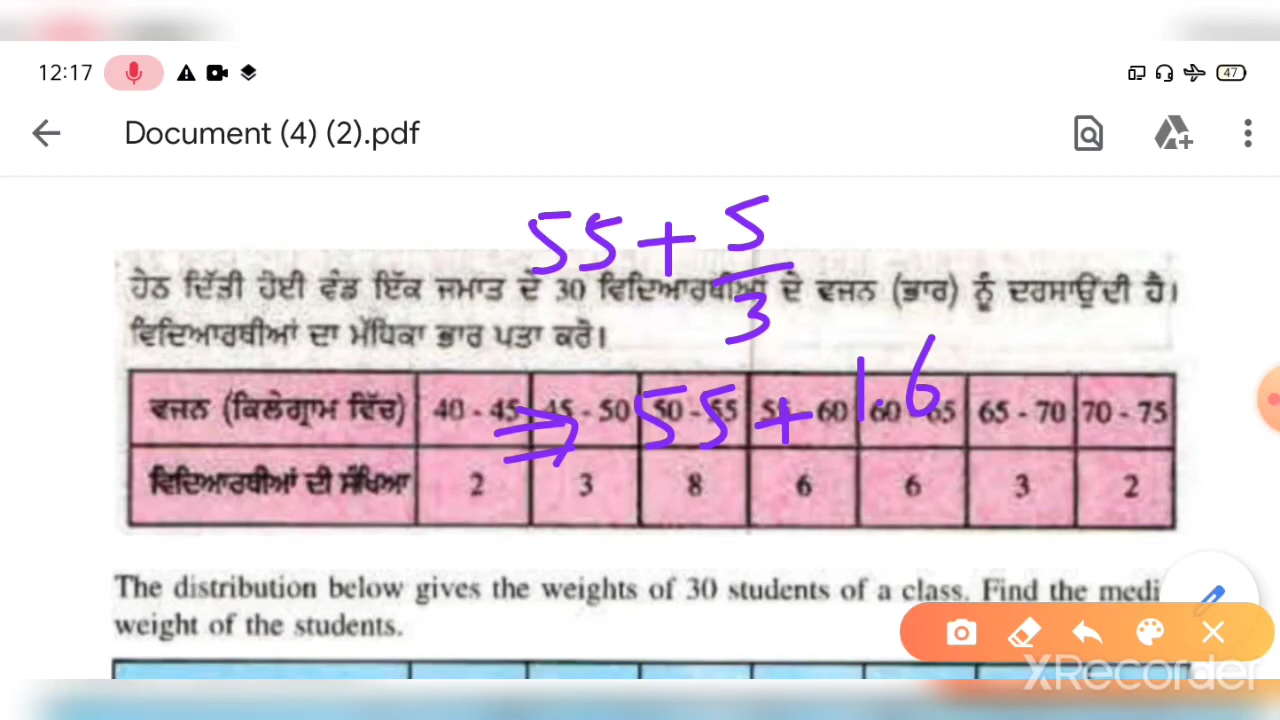 12:17 47
Document (4) (2).pdf
55 + 5/3
ਹੇਠ ਦਿੱਤੀ ਹੋਈ ਵੰਡ ਇੱਕ ਜਮਾਤ ਦੇ 30 ਵਿਦਿਆਰਥੀਆਂ ਦੇ ਵਜਨ (ਭਾਰ) ਨੂੰ ਦਰਸਾਉਂਦੀ ਹੈ।
ਵਿਦਿਆਰਥੀਆਂ ਦਾ ਮੱਧਿਕਾ ਭਾਰ ਪਤਾ ਕਰੋ।
⇒ 55 + 1.6
ਵਜਨ (ਕਿਲੋਗ੍ਰਾਮ ਵਿੱਚ) 40 - 45 45 - 50 50 - 55 55 - 60 60 - 65 65 - 70 70 - 75
ਵਿਦਿਆਰਥੀਆਂ ਦੀ ਸੰਖਿਆ 2 3 8 6 6 3 2
The distribution below gives the weights of 30 students of a class. Find the medi
weight of the students.
XRecorder